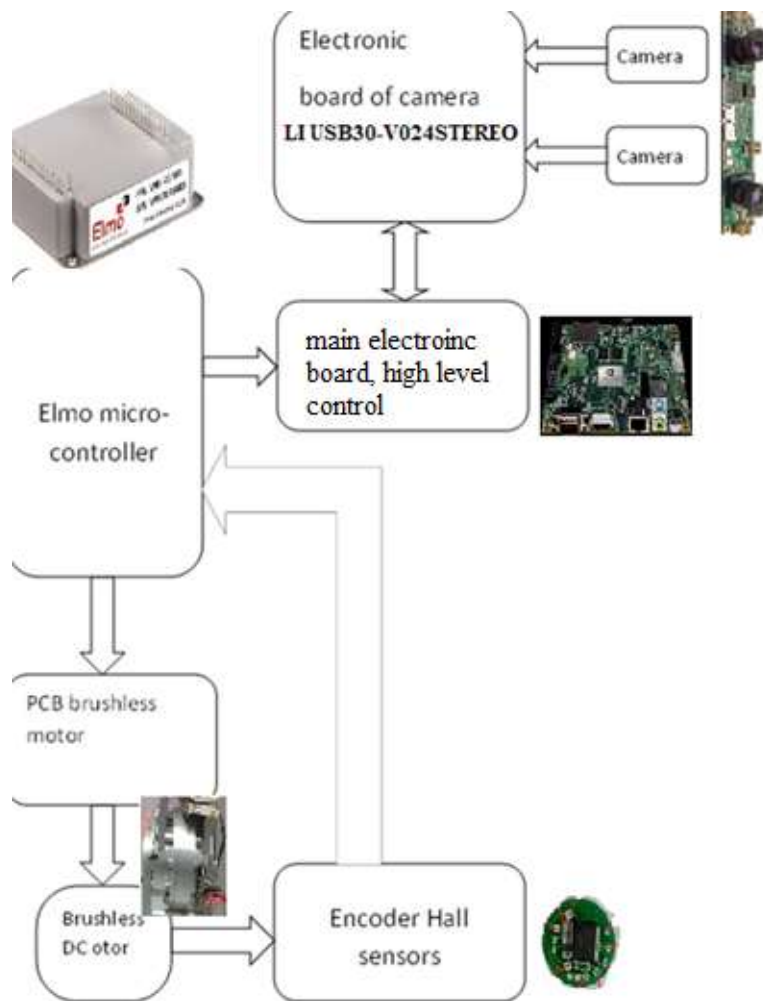 Electronic
board of camera
LI USB30-V024STEREO
Camera
Camera
Elmo
main electroinc
board, high level
control
Elmo micro-
controller
PCB brushless
motor
Brushless
DC otor
Encoder Hall
sensors